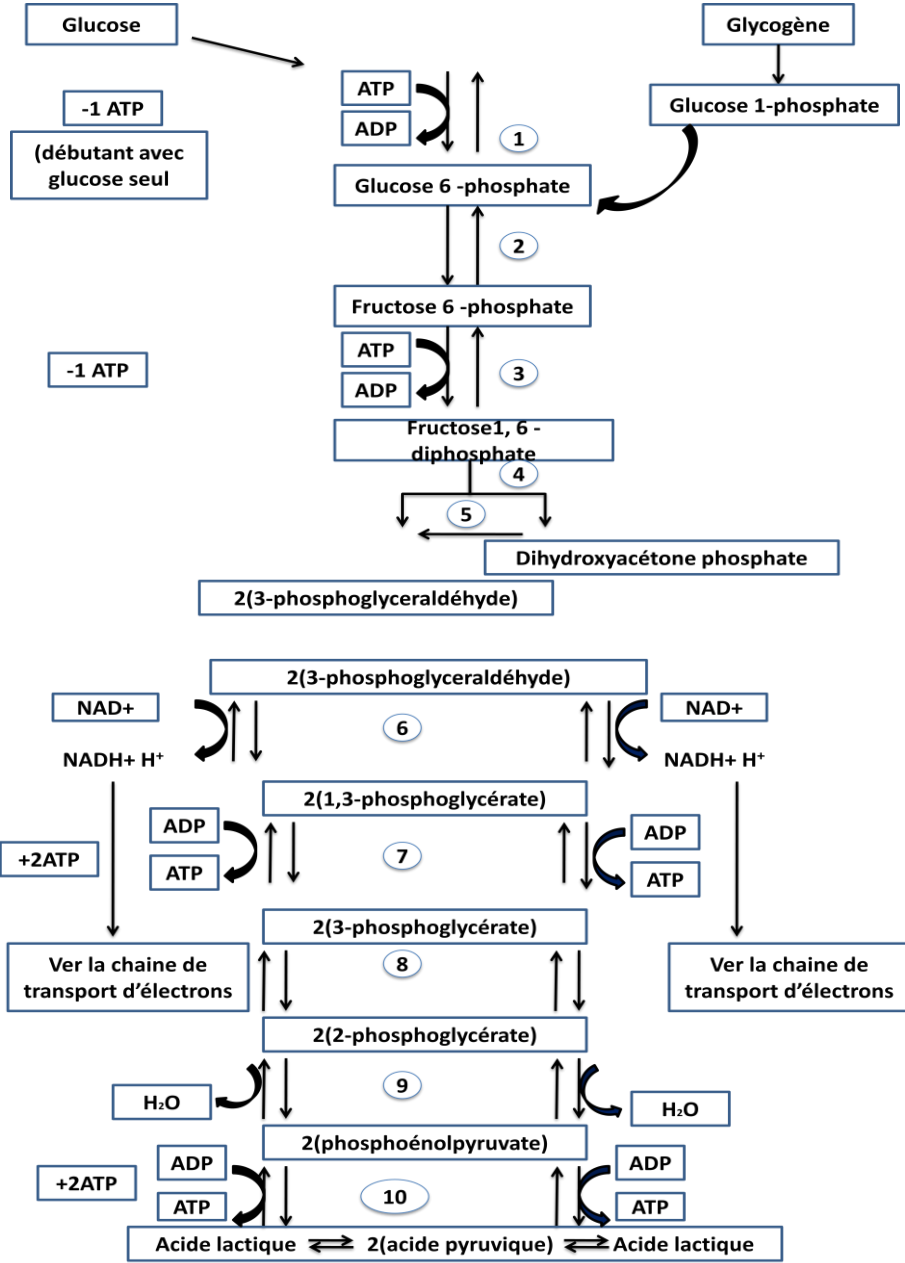 Glucose
Glycogène
-1 ATP
(débutant avec
glucose seul
ATP
ADP
1
Glucose 1-phosphate
Glucose 6 -phosphate
2
Fructose 6 -phosphate
-1 ATP
ATP
ADP
3
Fructose1, 6 -
diphosphate
4
5
Dihydroxyacétone phosphate
2(3-phosphoglyceraldéhyde)
2(3-phosphoglyceraldéhyde)
NAD+
6
NAD+
NADH+ H⁺
NADH+ H⁺
2(1,3-phosphoglycérate)
ADP
ADP
+2ATP
7
ATP
ATP
2(3-phosphoglycérate)
Ver la chaine de
transport d’électrons
8
Ver la chaine de
transport d’électrons
2(2-phosphoglycérate)
9
H₂O
H₂O
2(phosphoénolpyruvate)
ADP
ADP
+2ATP
10
ATP
ATP
Acide lactique 2(acide pyruvique) Acide lactique